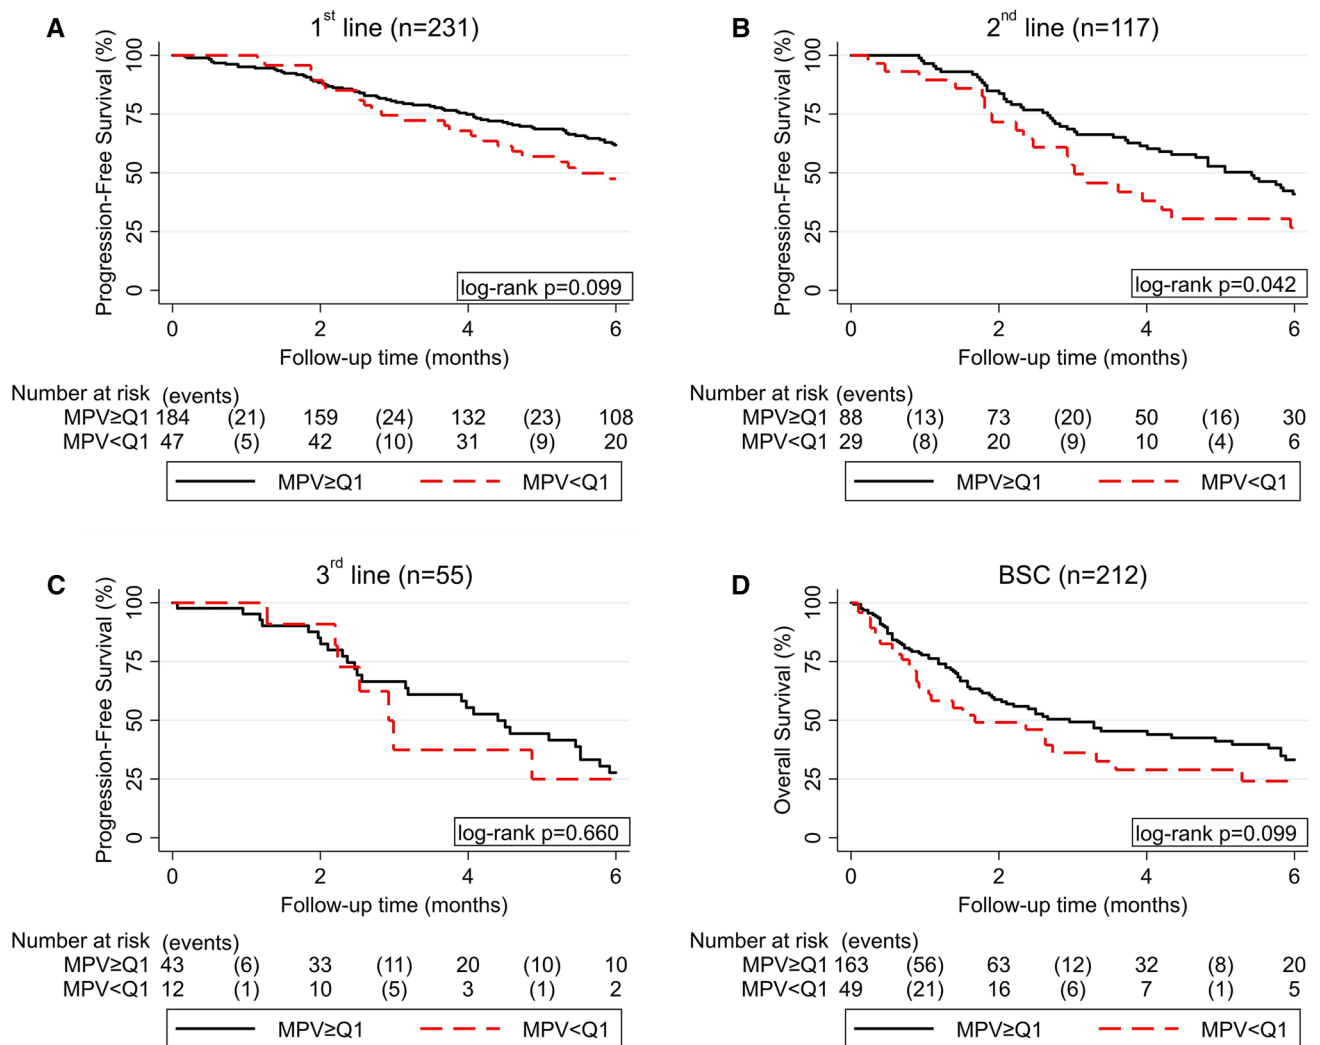 A
1st line (n=231)
Progression-Free Survival (%)
100
75
50
25
0
log-rank p=0.099
0 2 4 6
Follow-up time (months)
Number at risk (events)
MPV≥Q1 184 (21) 159 (24) 132 (23) 108
MPV<Q1 47 (5) 42 (10) 31 (9) 20
MPV≥Q1 MPV<Q1
B
2nd line (n=117)
Progression-Free Survival (%)
100
75
50
25
0
log-rank p=0.042
0 2 4 6
Follow-up time (months)
Number at risk (events)
MPV≥Q1 88 (13) 73 (20) 50 (16) 30
MPV<Q1 29 (8) 20 (9) 10 (4) 6
MPV≥Q1 MPV<Q1
C
3rd line (n=55)
Progression-Free Survival (%)
100
75
50
25
0
log-rank p=0.660
0 2 4 6
Follow-up time (months)
Number at risk (events)
MPV≥Q1 43 (6) 33 (11) 20 (10) 10
MPV<Q1 12 (1) 10 (5) 3 (1) 2
MPV≥Q1 MPV<Q1
D
BSC (n=212)
Overall Survival (%)
100
75
50
25
0
log-rank p=0.099
0 2 4 6
Follow-up time (months)
Number at risk (events)
MPV≥Q1 163 (56) 63 (12) 32 (8) 20
MPV<Q1 49 (21) 16 (6) 7 (1) 5
MPV≥Q1 MPV<Q1